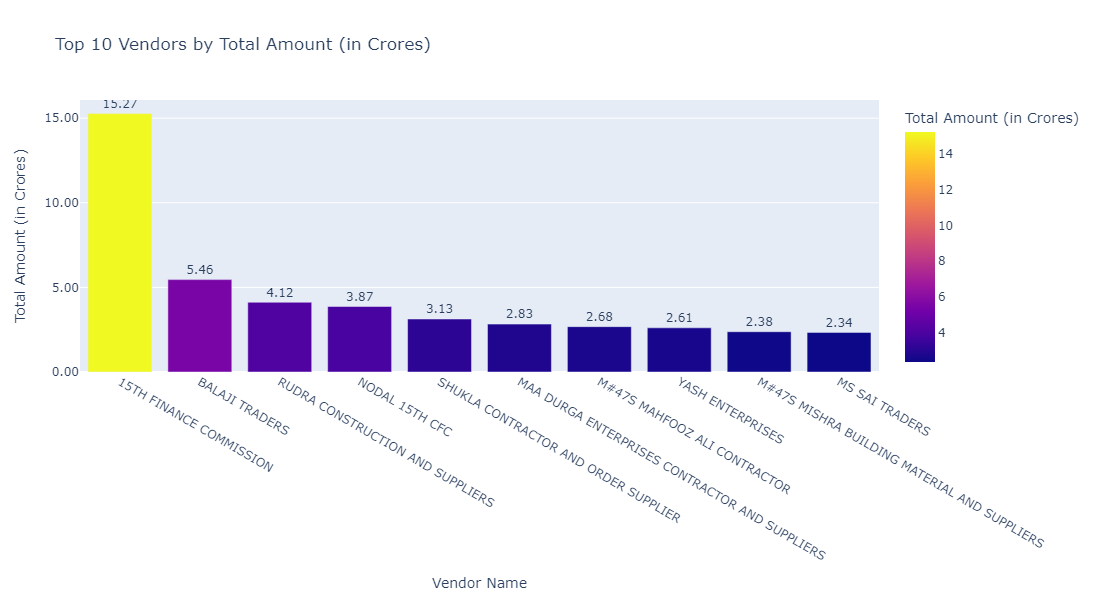 Top 10 Vendors by Total Amount (in Crores)
Total Amount (in Crores)
15.00
10.00
5.00
0.00
15.27
5.46
4.12
3.87
3.13
2.83
2.68
2.61
2.38
2.34
15TH FINANCE COMMISSION
BALAJI TRADERS
RUDRA CONSTRUCTION AND SUPPLIERS
NODAL 15TH CFC
SHUKLA CONTRACTOR AND ORDER SUPPLIER
MAA DURGA ENTERPRISES CONTRACTOR AND SUPPLIERS
M#47S MAHFOOZ ALI CONTRACTOR
YASH ENTERPRISES
M#47S MISHRA BUILDING MATERIAL AND SUPPLIERS
MS SAI TRADERS
Vendor Name
Total Amount (in Crores)
14
12
10
8
6
4